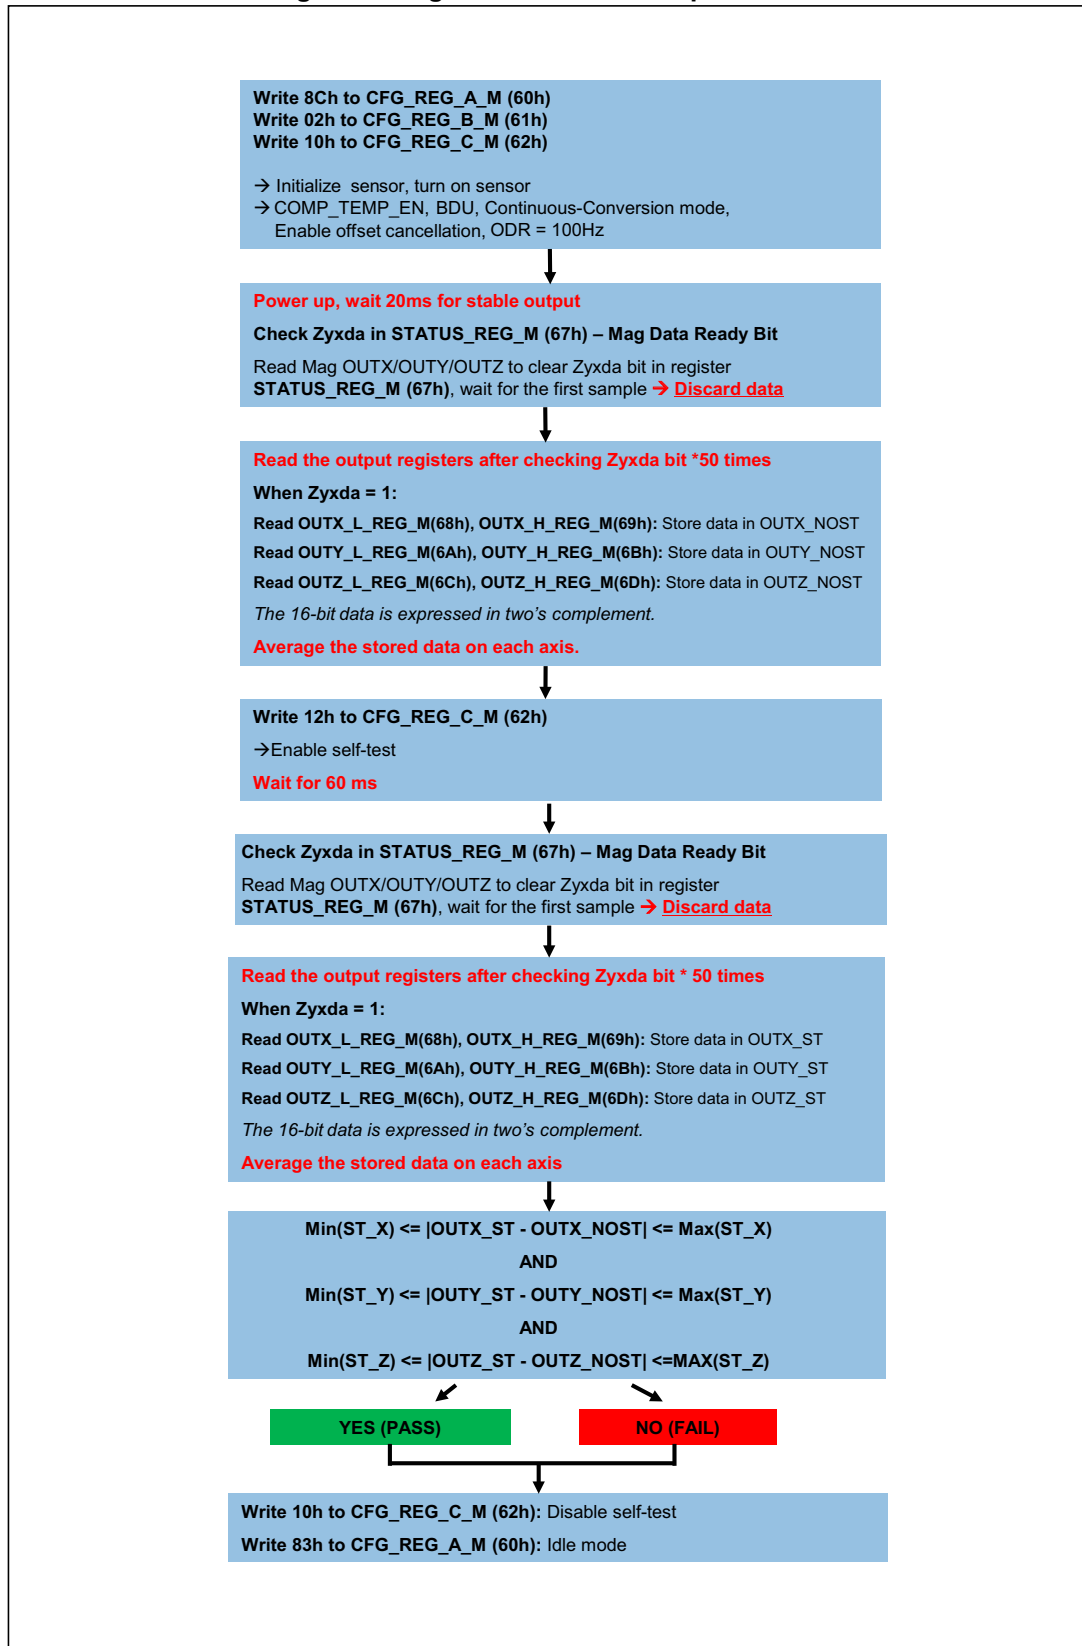 Write 8Ch to CFG_REG_A_M (60h)
Write 02h to CFG_REG_B_M (61h)
Write 10h to CFG_REG_C_M (62h)
→ Initialize sensor, turn on sensor
→ COMP_TEMP_EN, BDU, Continuous-Conversion mode,
Enable offset cancellation, ODR = 100Hz
Power up, wait 20ms for stable output
Check Zyxda in STATUS_REG_M (67h) – Mag Data Ready Bit
Read Mag OUTX/OUTY/OUTZ to clear Zyxda bit in register
STATUS_REG_M (67h), wait for the first sample → Discard data
Read the output registers after checking Zyxda bit *50 times
When Zyxda = 1:
Read OUTX_L_REG_M(68h), OUTX_H_REG_M(69h): Store data in OUTX_NOST
Read OUTY_L_REG_M(6Ah), OUTY_H_REG_M(6Bh): Store data in OUTY_NOST
Read OUTZ_L_REG_M(6Ch), OUTZ_H_REG_M(6Dh): Store data in OUTZ_NOST
The 16-bit data is expressed in two's complement.
Average the stored data on each axis.
Write 12h to CFG_REG_C_M (62h)
→Enable self-test
Wait for 60 ms
Check Zyxda in STATUS_REG_M (67h) – Mag Data Ready Bit
Read Mag OUTX/OUTY/OUTZ to clear Zyxda bit in register
STATUS_REG_M (67h), wait for the first sample → Discard data
Read the output registers after checking Zyxda bit * 50 times
When Zyxda = 1:
Read OUTX_L_REG_M(68h), OUTX_H_REG_M(69h): Store data in OUTX_ST
Read OUTY_L_REG_M(6Ah), OUTY_H_REG_M(6Bh): Store data in OUTY_ST
Read OUTZ_L_REG_M(6Ch), OUTZ_H_REG_M(6Dh): Store data in OUTZ_ST
The 16-bit data is expressed in two's complement.
Average the stored data on each axis
Min(ST_X) <= |OUTX_ST - OUTX_NOST| <= Max(ST_X)
AND
Min(ST_Y) <= |OUTY_ST - OUTY_NOST| <= Max(ST_Y)
AND
Min(ST_Z) <= |OUTZ_ST - OUTZ_NOST| <=MAX(ST_Z)
YES (PASS)
NO (FAIL)
Write 10h to CFG_REG_C_M (62h): Disable self-test
Write 83h to CFG_REG_A_M (60h): Idle mode